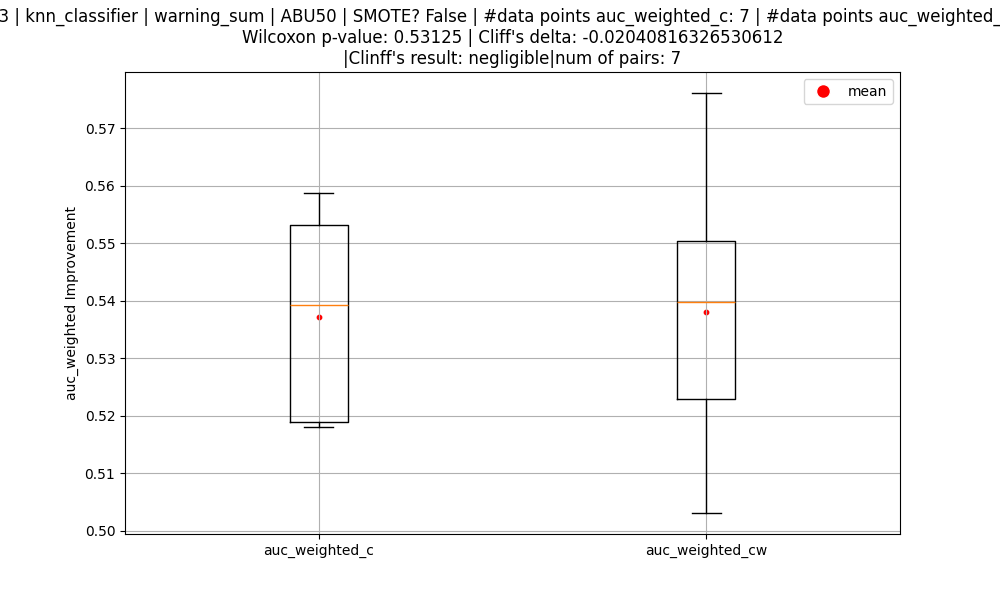 3 | knn_classifier | warning_sum | ABU50 | SMOTE? False | #data points auc_weighted_c: 7 | #data points auc_weighted_
Wilcoxon p-value: 0.53125 | Cliff's delta: -0.02040816326530612
|Clinff's result: negligible|num of pairs: 7
mean
0.57
0.56
0.55
0.54
0.53
0.52
0.51
0.50
auc_weighted Improvement
auc_weighted_c
auc_weighted_cw